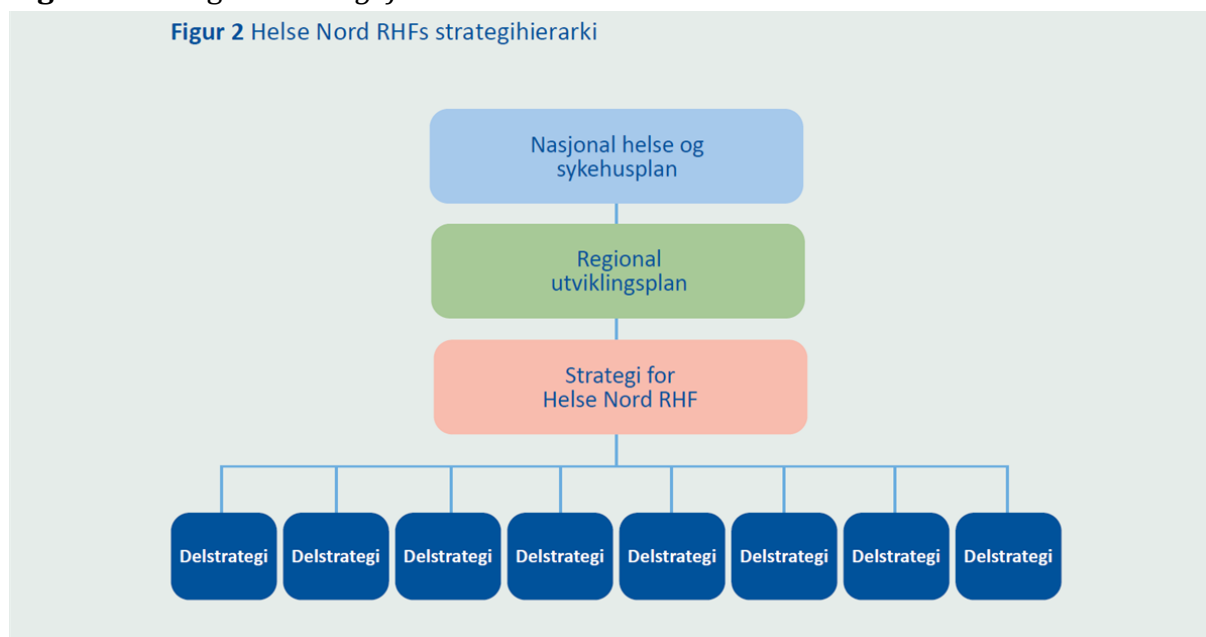 Figur 2 Helse Nord RHFs strategihierarki
Nasjonal helse og
sykehusplan
Regional
utviklingsplan
Strategi for
Helse Nord RHF
Delstrategi Delstrategi Delstrategi Delstrategi Delstrategi Delstrategi Delstrategi Delstrategi